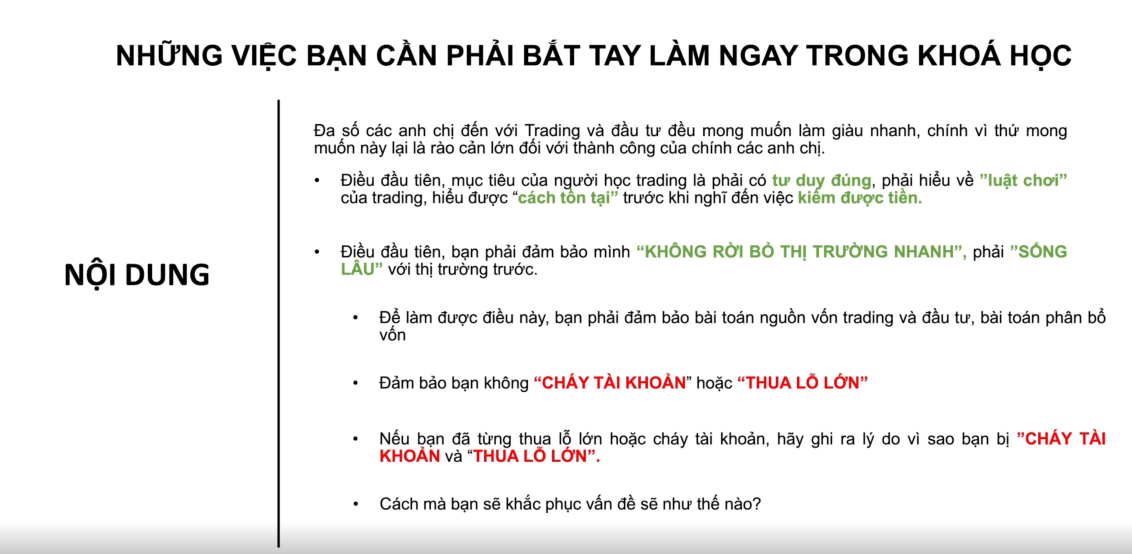 NHỮNG VIỆC BẠN CẦN PHẢI BẮT TAY LÀM NGAY TRONG KHOÁ HỌC
NỘI DUNG
Đa số các anh chị đến với Trading và đầu tư đều mong muốn làm giàu nhanh, chính vì thứ mong
muốn này lại là rào cản lớn đối với thành công của chính các anh chị.
• Điều đầu tiên, mục tiêu của người học trading là phải có tư duy đúng, phải hiểu về ”luật chơi”
của trading, hiểu được “cách tồn tại” trước khi nghĩ đến việc kiếm được tiền.
• Điều đầu tiên, bạn phải đảm bảo mình “KHÔNG RỜI BỎ THỊ TRƯỜNG NHANH”, phải ”SỐNG
LÂU” với thị trường trước.
• Để làm được điều này, bạn phải đảm bảo bài toán nguồn vốn trading và đầu tư, bài toán phân bổ
vốn
• Đảm bảo bạn không “CHÁY TÀI KHOẢN” hoặc “THUA LỖ LỚN”
• Nếu bạn đã từng thua lỗ lớn hoặc cháy tài khoản, hãy ghi ra lý do vì sao bạn bị ”CHÁY TÀI
KHOẢN và “THUA LỖ LỚN”.
• Cách mà bạn sẽ khắc phục vấn đề sẽ như thế nào?